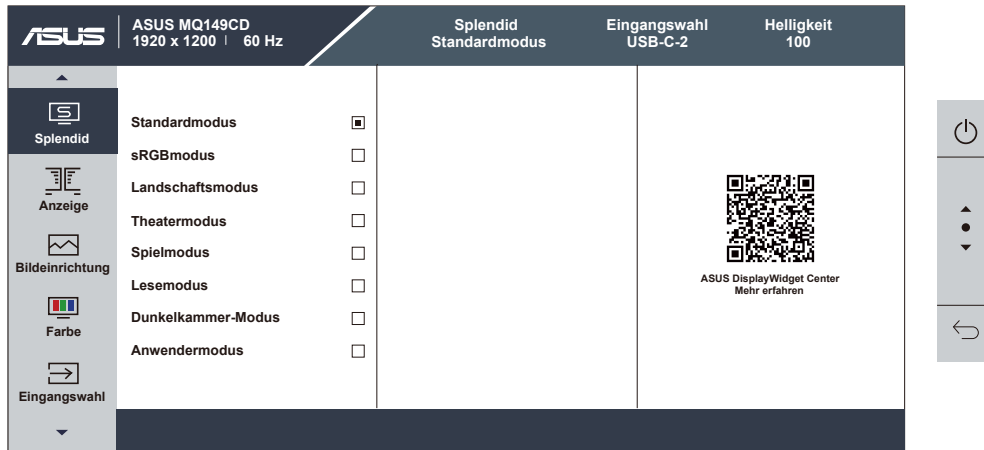 ASUS
ASUS MQ149CD
1920 x 1200 | 60 Hz
Splendid
Standardmodus
Eingangswahl
USB-C-2
Helligkeit
100
Splendid
Anzeige
Bildeinrichtung
Farbe
Eingangswahl
Standardmodus
sRGBmodus
Landschaftsmodus
Theatermodus
Spielmodus
Lesemodus
Dunkelkammer-Modus
Anwendermodus
ASUS DisplayWidget Center
Mehr erfahren